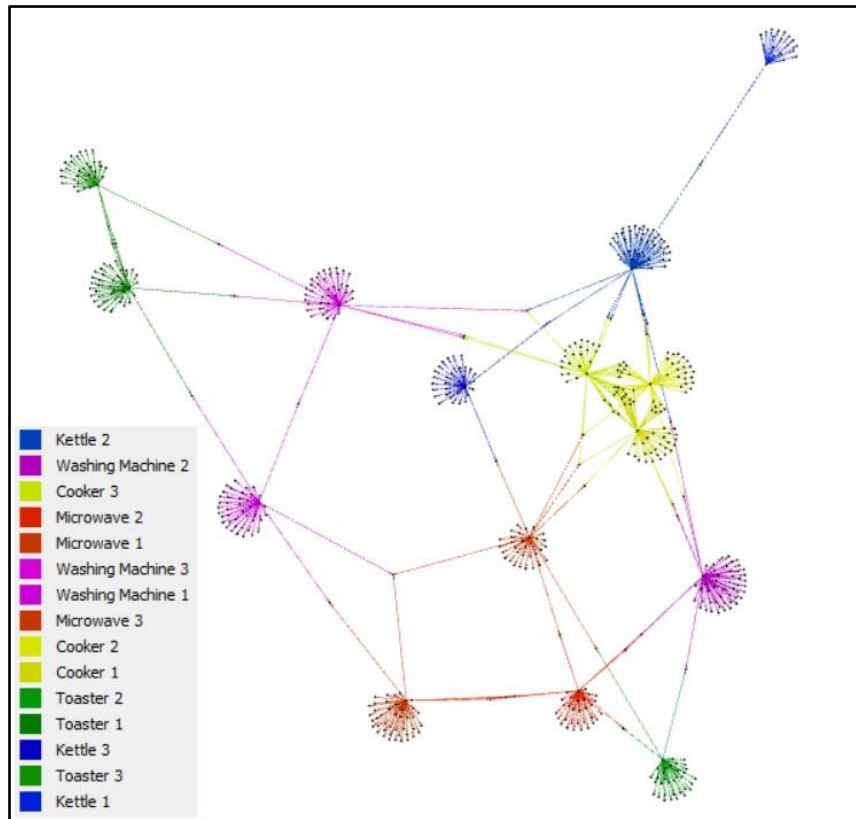 Kettle 2
Washing Machine 2
Cooker 3
Microwave 2
Microwave 1
Washing Machine 3
Washing Machine 1
Microwave 3
Cooker 2
Cooker 1
Toaster 2
Toaster 1
Kettle 3
Toaster 3
Kettle 1